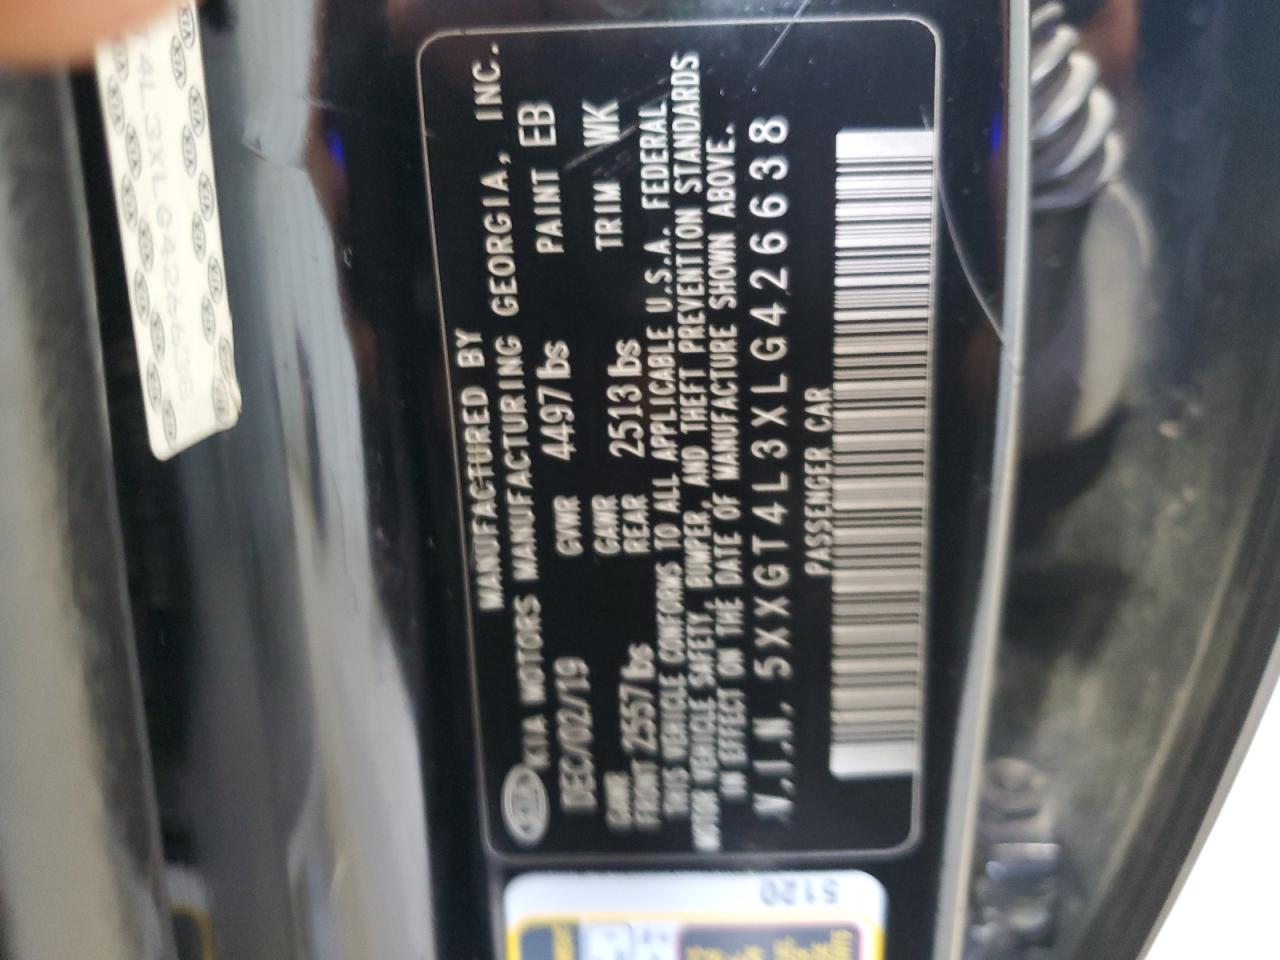 MANUFACTURED BY
KIA KIA MOTORS MANUFACTURING GEORGIA, INC.
DEC/02/19 GVWR 4497 lbs PAINT EB
GAWR FRONT 2557 lbs GAWR REAR 2513 lbs TRIM WK
THIS VEHICLE CONFORMS TO ALL APPLICABLE U.S.A. FEDERAL
MOTOR VEHICLE SAFETY, BUMPER, AND THEFT PREVENTION STANDARDS
IN EFFECT ON THE DATE OF MANUFACTURE SHOWN ABOVE.
V.I.N. 5XXGT4L3XLG426638
PASSENGER CAR
4L3XLG426638
5120